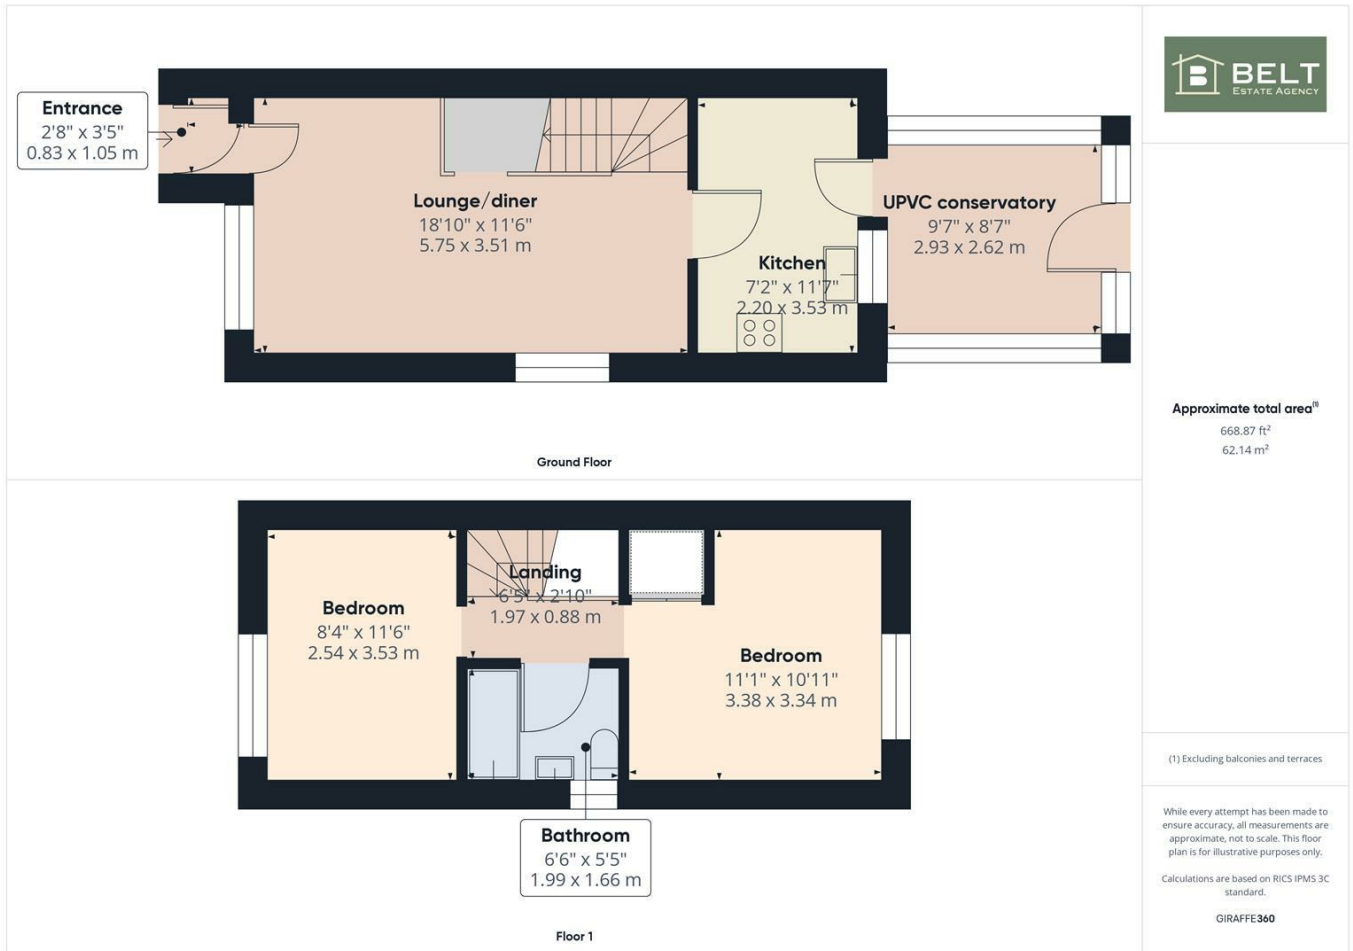 Entrance
2'8" x 3'5"
0.83 x 1.05 m
Lounge/diner
18'10" x 11'6"
5.75 x 3.51 m
Kitchen
7'2" x 11'7"
2.20 x 3.53 m
UPVC conservatory
9'7" x 8'7"
2.93 x 2.62 m
Ground Floor
Bedroom
8'4" x 11'6"
2.54 x 3.53 m
Landing
6'5" x 2'10"
1.97 x 0.88 m
Bedroom
11'1" x 10'11"
3.38 x 3.34 m
Bathroom
6'6" x 5'5"
1.99 x 1.66 m
Floor 1
B BELT
ESTATE AGENCY
Approximate total area(1)
668.87 ft²
62.14 m²
(1) Excluding balconies and terraces
While every attempt has been made to
ensure accuracy, all measurements are
approximate, not to scale. This floor
plan is for illustrative purposes only.
Calculations are based on RICS IPMS 3C
standard.
GIRAFFE360